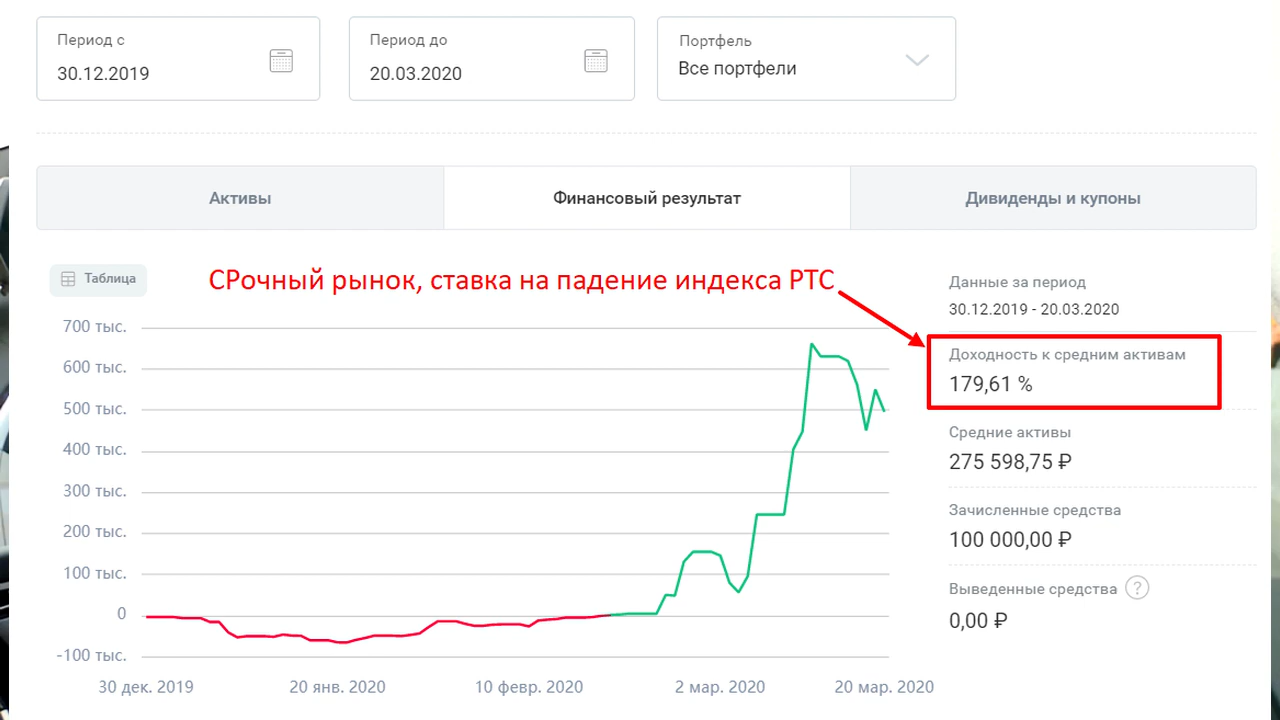 Период с
30.12.2019
Период до
20.03.2020
Портфель
Все портфели
Активы
Финансовый результат
Дивиденды и купоны
Таблица
СРочный рынок, ставка на падение индекса РТС
Данные за период
30.12.2019 - 20.03.2020
Доходность к средним активам
179,61 %
Средние активы
275 598,75 ₽
Зачисленные средства
100 000,00 ₽
Выведенные средства ?
0,00 ₽
700 тыс.
600 тыс.
500 тыс.
400 тыс.
300 тыс.
200 тыс.
100 тыс.
0
-100 тыс.
30 дек. 2019
20 янв. 2020
10 февр. 2020
2 мар. 2020
20 мар. 2020